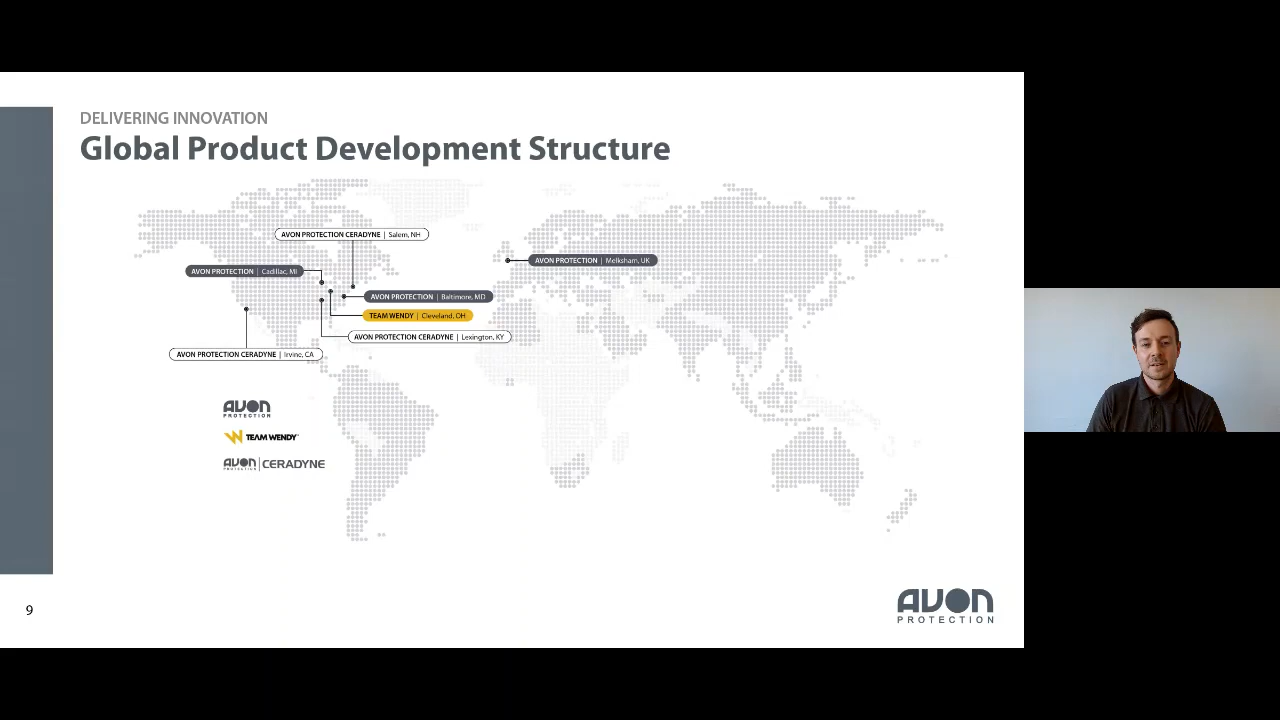 DELIVERING INNOVATION
Global Product Development Structure
AVON PROTECTION CERADYNE | Salem, NH
AVON PROTECTION | Melksham, UK
AVON PROTECTION | Cadillac, MI
AVON PROTECTION | Baltimore, MD
TEAM WENDY | Cleveland, OH
AVON PROTECTION CERADYNE | Lexington, KY
AVON PROTECTION CERADYNE | Irvine, CA
AVON
PROTECTION
TEAM WENDY
AVON PROTECTION | CERADYNE
9
AVON
PROTECTION